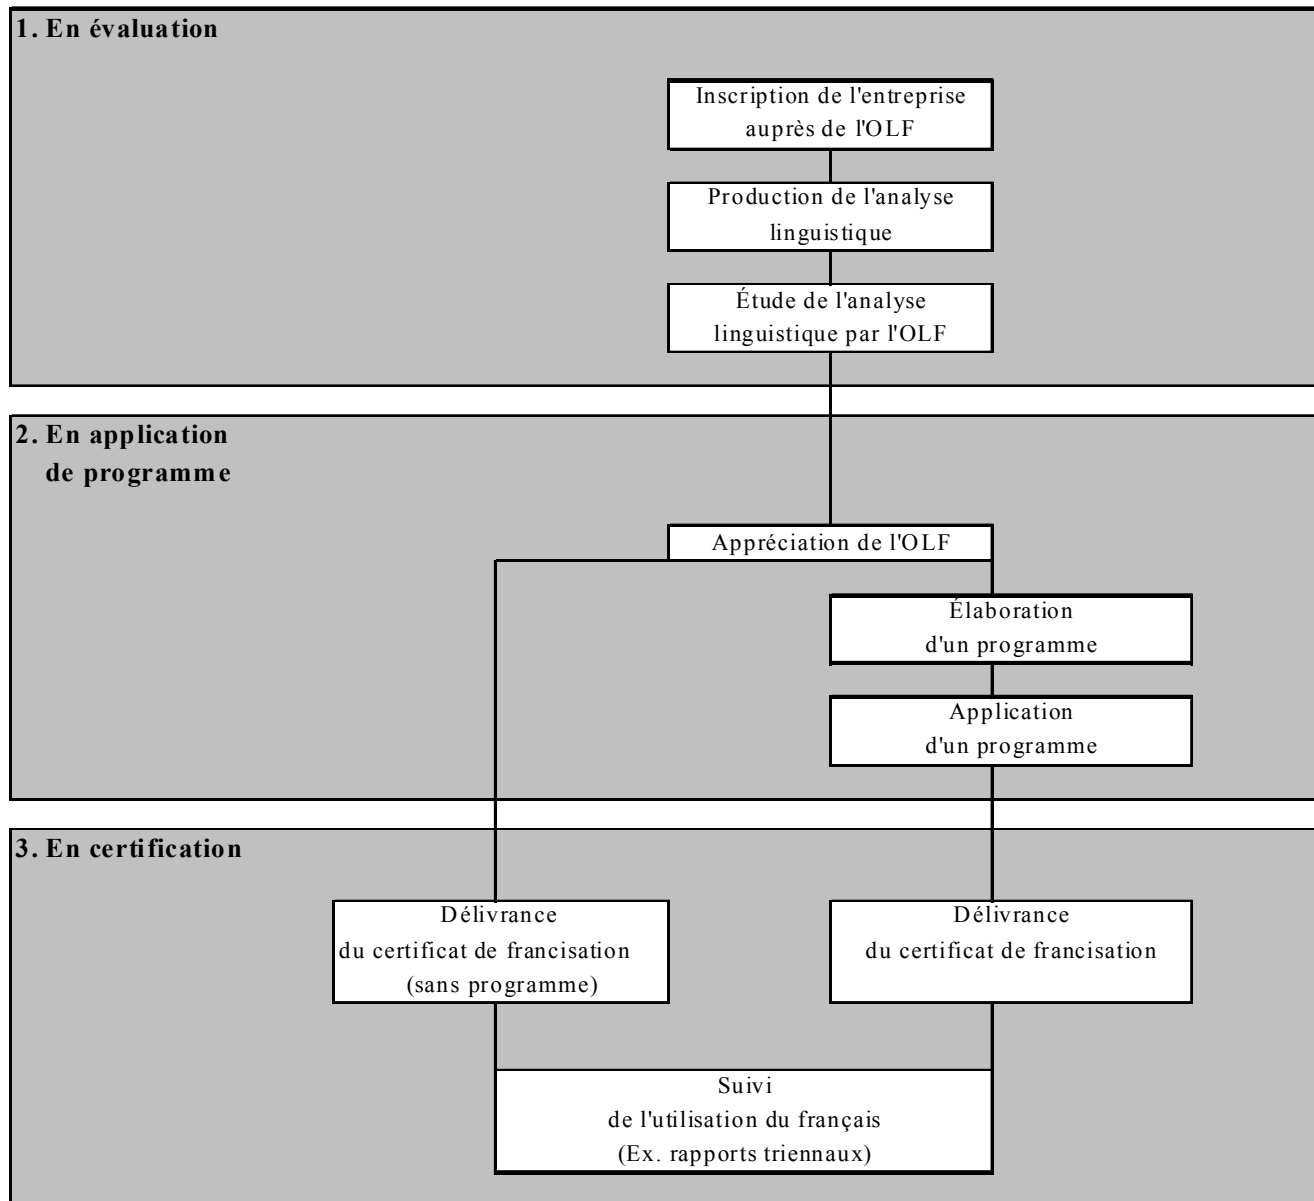 1. En évaluation
Inscription de l'entreprise
auprès de l'OLF
Production de l'analyse
linguistique
Étude de l'analyse
linguistique par l'OLF
2. En application
de programme
Appréciation de l'OLF
Élaboration
d'un programme
Application
d'un programme
3. En certification
Délivrance
du certificat de francisation
(sans programme)
Délivrance
du certificat de francisation
Suivi
de l'utilisation du français
(Ex. rapports triennaux)